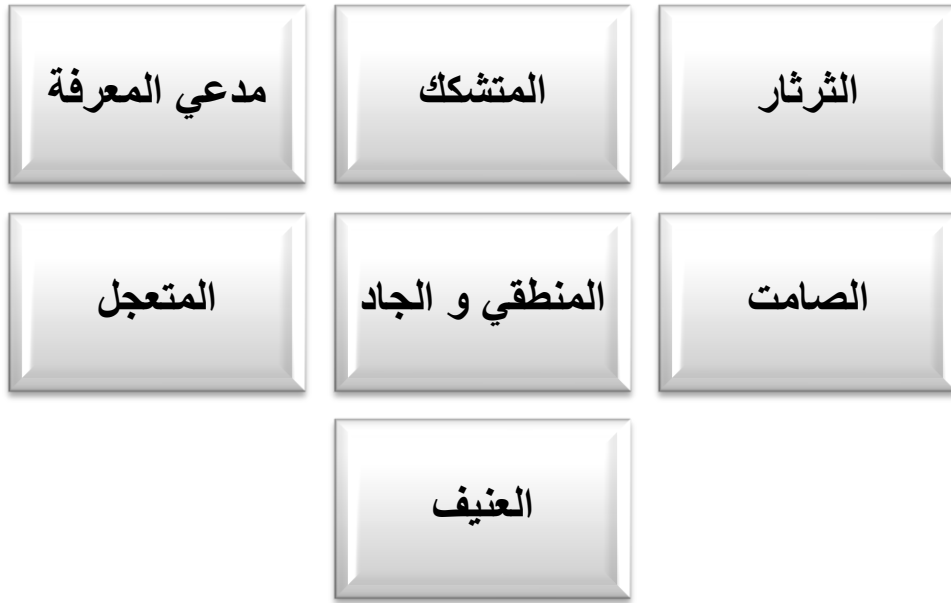 الثرثار
المتشكك
مدعي المعرفة
الصامت
المنطقي و الجاد
المتعجل
العنيف